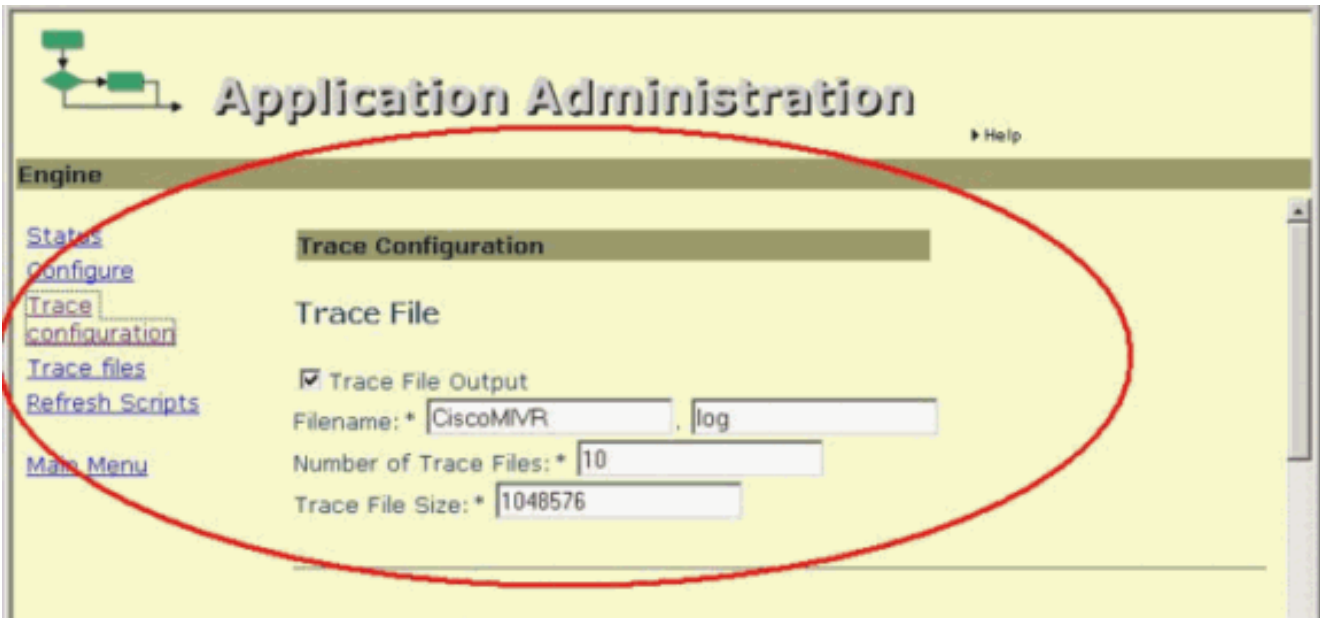 Application Administration
Help
Engine
Status
Configure
Trace
configuration
Trace files
Refresh Scripts
Main Menu
Trace Configuration
Trace File
Trace File Output
Filename: * CiscoMIVR . log
Number of Trace Files: * 10
Trace File Size: * 1048576